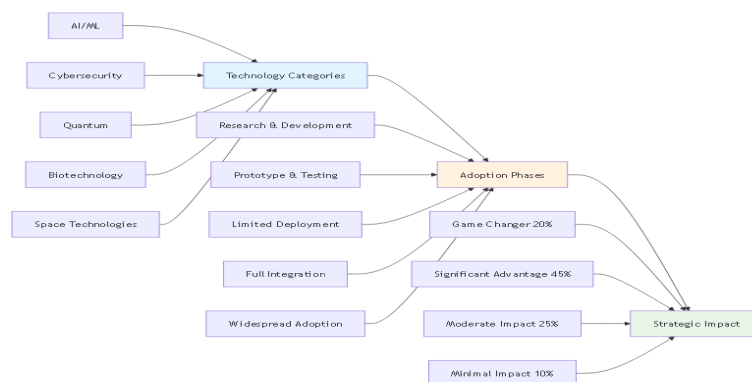 AI/ML
Cybersecurity
Technology Categories
Quantum
Research & Development
Biotechnology
Prototype & Testing
Adoption Phases
Space Technologies
Limited Deployment
Game Changer 20%
Full Integration
Significant Advantage 45%
Widespread Adoption
Moderate Impact 25%
Strategic Impact
Minimal Impact 10%